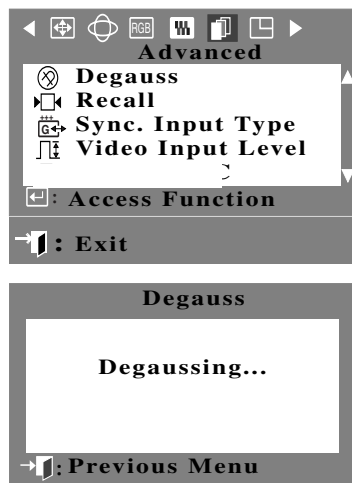 RGB
Advanced
Degauss
Recall
G Sync. Input Type
Video Input Level
: Access Function
: Exit
Degauss
Degaussing...
: Previous Menu